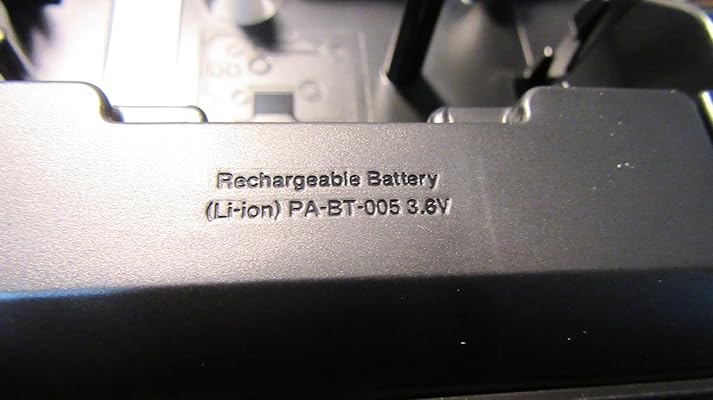 Rechargeable Battery
(Li-ion) PA-BT-005 3.6V